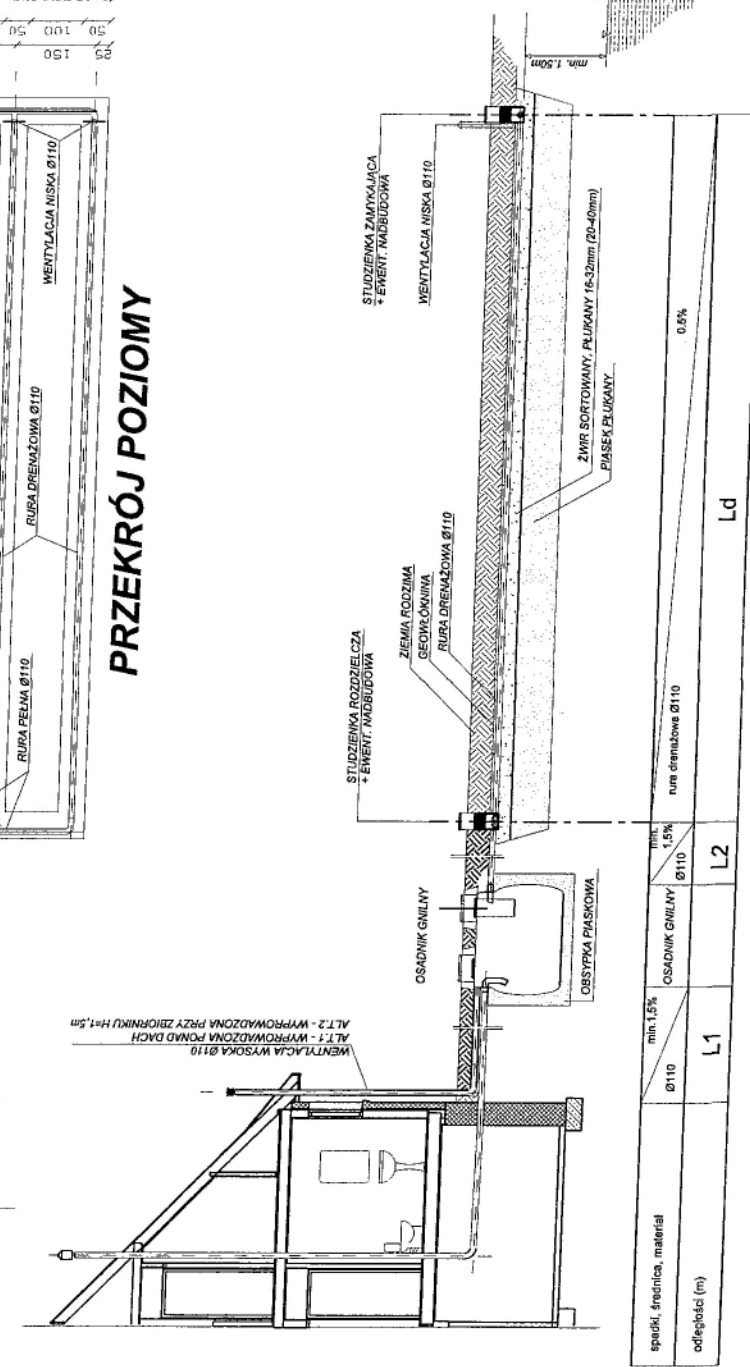 50
100
50
150
25
WENTYLACJA NISKA Ø110
RURA DRENAŻOWA Ø110
RURA PEŁNA Ø110
PRZEKRÓJ POZIOMY
WENTYLACJA WYSOKA Ø110
ALT.1 - WYPROWADZONA PONAD DACH
ALT.2 - WYPROWADZONA PRZY ZBIORNIKU H=1,5m
OSADNIK GNILNY
OBSYPKA PIASKOWA
STUDZIENKA ROZDZIELCZA
+ EWENT. NADBUDOWA
ZIEMIA RODZIMA
GEOWŁÓKNINA
RURA DRENAŻOWA Ø110
STUDZIENKA ZAMYKAJĄCA
+ EWENT. NADBUDOWA
WENTYLACJA NISKA Ø110
ŻWIR SORTOWANY, PŁUKANY 16-32mm (20-40mm)
PIASEK PŁUKANY
min. 1.50m
spadki, średnica, materiał
Ø110
min.1,5%
OSADNIK GNILNY
Ø110
min.
1,5%
rura drenażowa Ø110
0.5%
odległości (m)
L1
L2
Ld